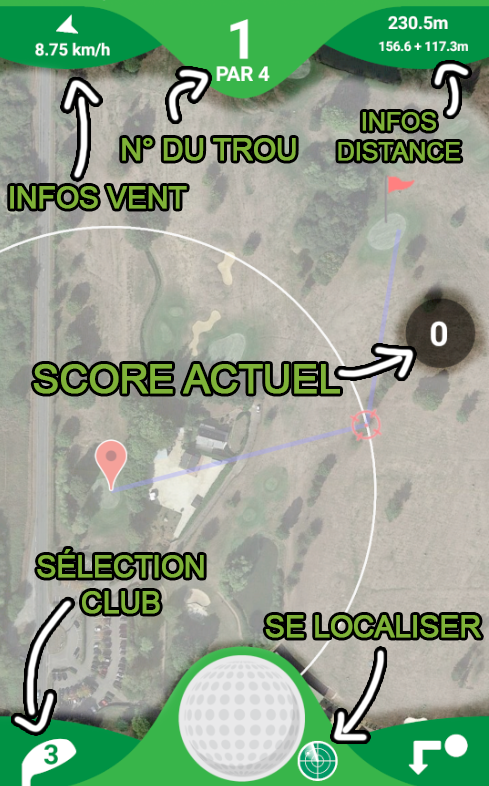 8.75 km/h
1
PAR 4
230.5m
156.6 + 117.3m
INFOS VENT
N° DU TROU
INFOS
DISTANCE
0
SCORE ACTUEL
SÉLECTION
CLUB
SE LOCALISER
3